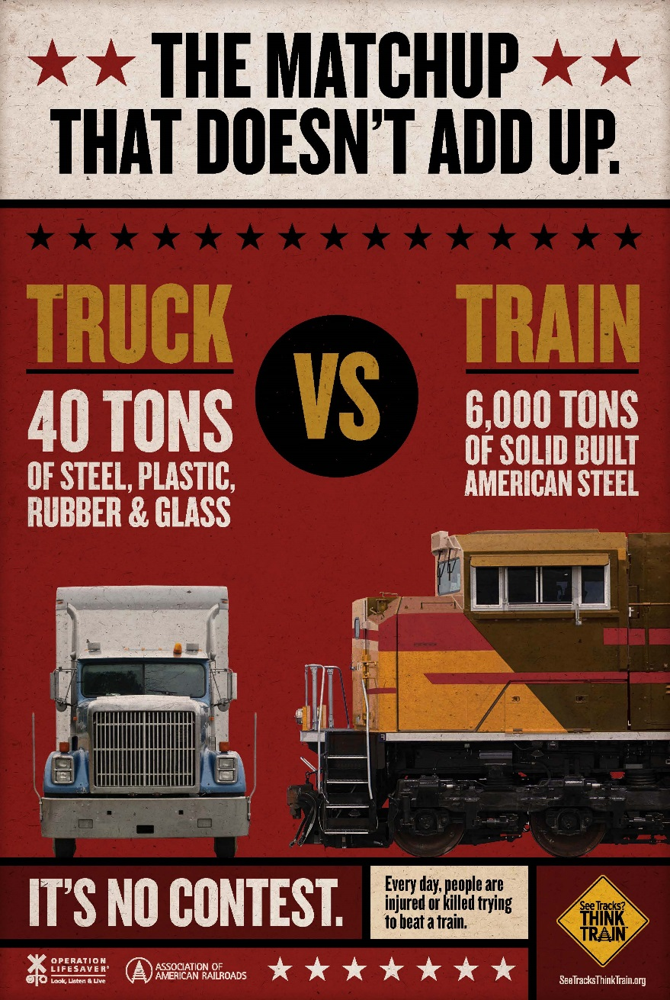 THE MATCHUP
THAT DOESN'T ADD UP.
TRUCK
40 TONS
OF STEEL, PLASTIC,
RUBBER & GLASS
VS
TRAIN
6,000 TONS
OF SOLID BUILT
AMERICAN STEEL
IT'S NO CONTEST.
Every day, people are
injured or killed trying
to beat a train.
See Tracks?
THINK
TRAIN™
SeeTracksThinkTrain.org
OPERATION
LIFESAVER®
Look, Listen & Live
ASSOCIATION OF
AMERICAN RAILROADS